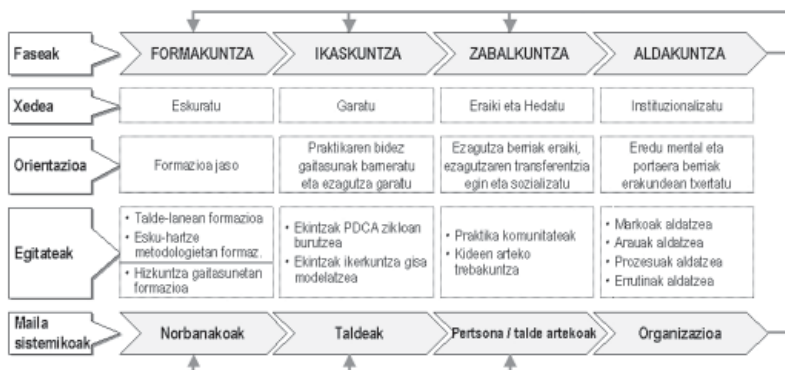 Faseak
FORMAKUNTZA
IKASKUNTZA
ZABALKUNTZA
ALDAKUNTZA
Xedea
Eskuratu
Garatu
Eraiki eta Hedatu
Instituzionalizatu
Orientazioa
Formazioa jaso
Praktikaren bidez
gaitasunak barneratu
eta ezagutza garatu
Ezagutza berriak eraiki,
ezagutzaren transferentzia
egin eta sozializatu
Eredu mental eta
portaera berriak
erakundean txertatu
Egitateak
• Talde-lanean formazioa
• Esku-hartze
metodologietan formaz.
• Hizkuntza gaitasunetan
formazioa
• Ekintzak PDCA zikloan
burutzea
• Ekintzak ikerkuntza gisa
modelatzea
• Praktika komunitateak
• Kideen arteko
trebakuntza
• Markoak aldatzea
• Arauak aldatzea
• Prozesuak aldatzea
• Errutinak aldatzea
Maila
sistemikoak
Norbanakoak
Taldeak
Pertsona / talde artekoak
Organizazioa